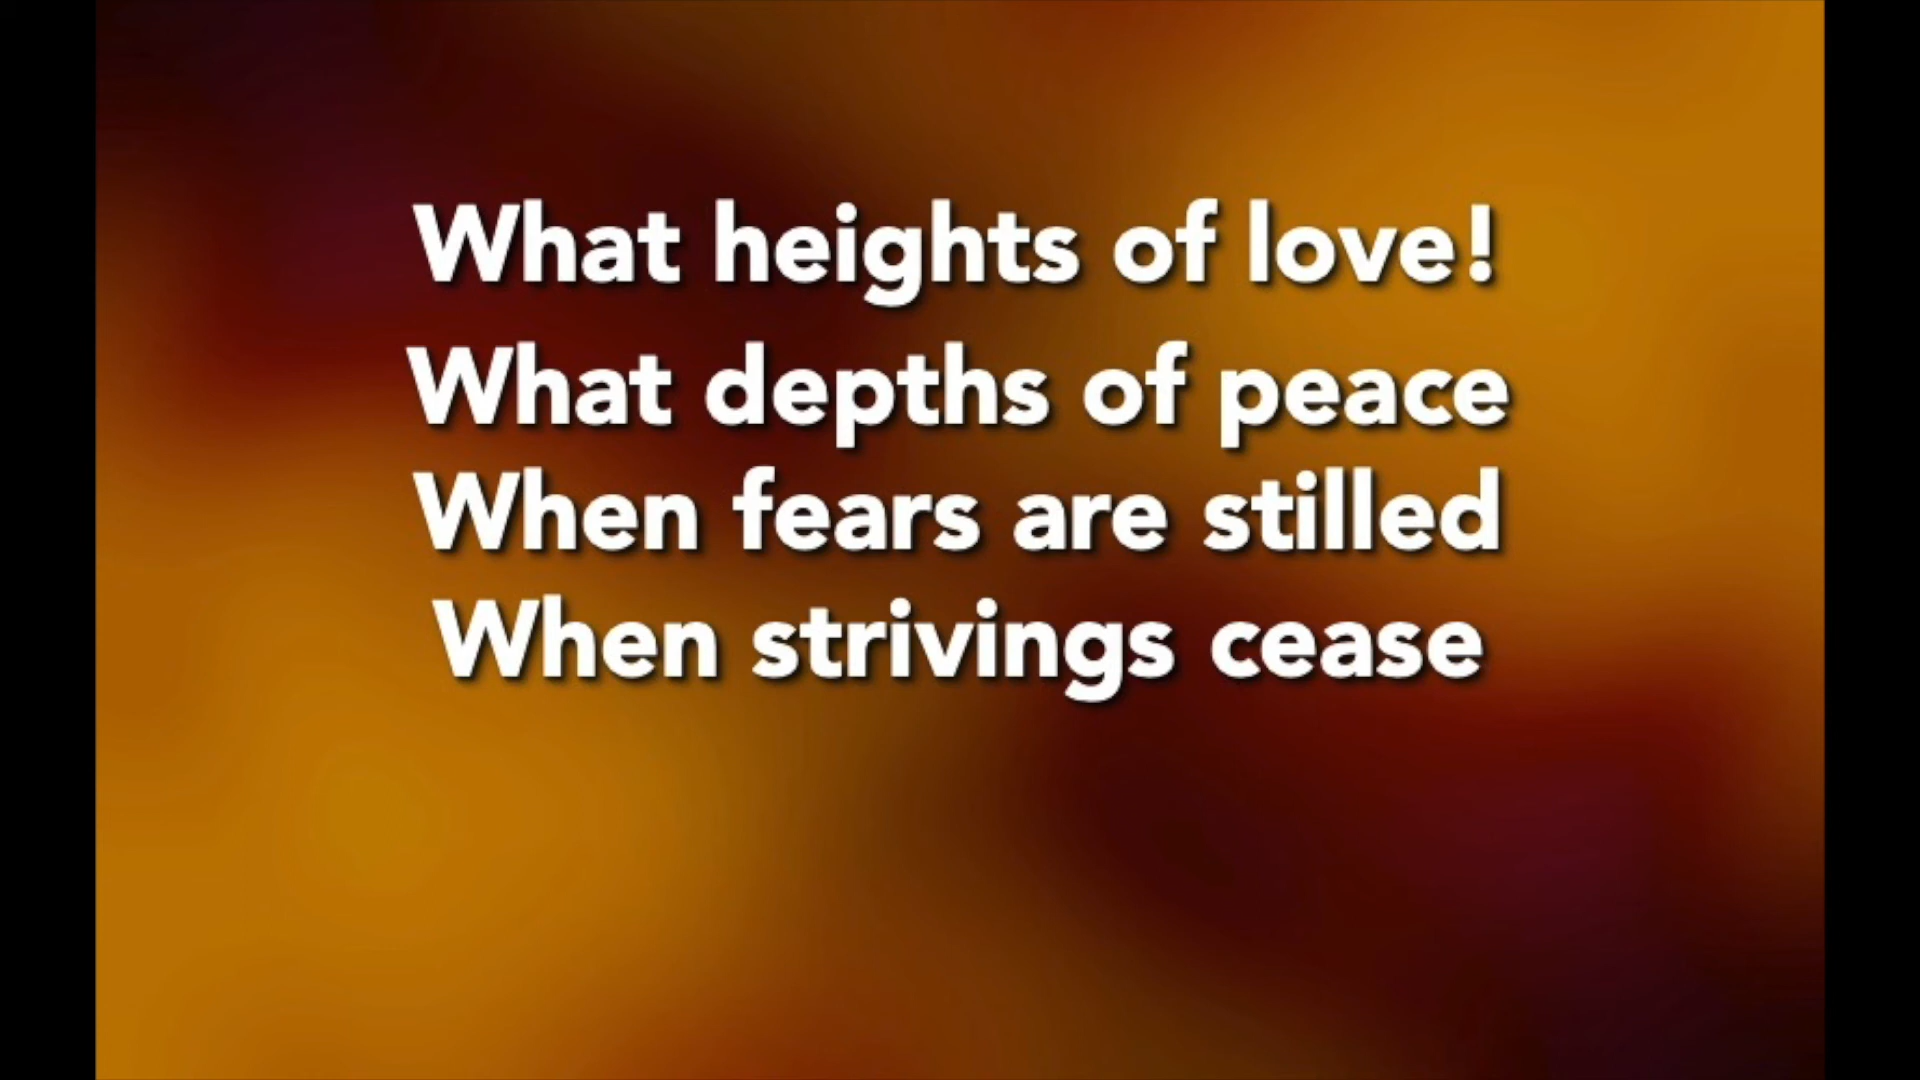 What heights of love!
What depths of peace
When fears are stilled
When strivings cease